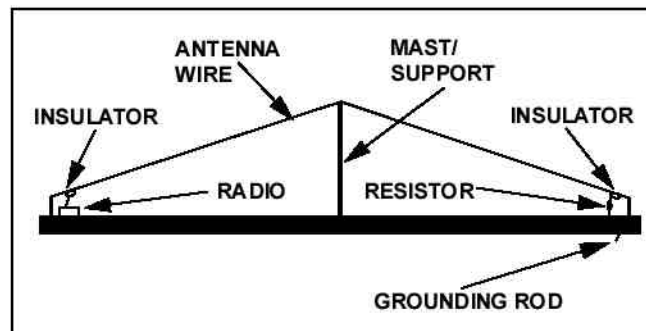 ANTENNA
WIRE
MAST/
SUPPORT
INSULATOR
INSULATOR
RADIO
RESISTOR
GROUNDING ROD